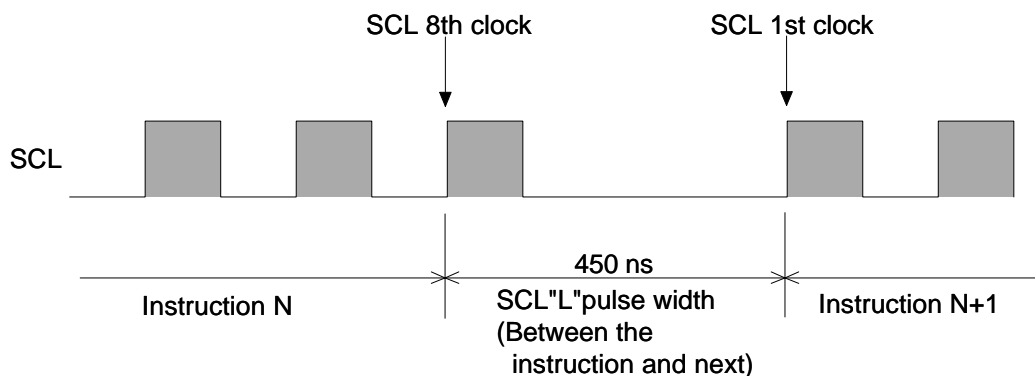 SCL 8th clock
SCL 1st clock
SCL
450 ns
Instruction N
SCL"L"pulse width
(Between the
instruction and next)
Instruction N+1